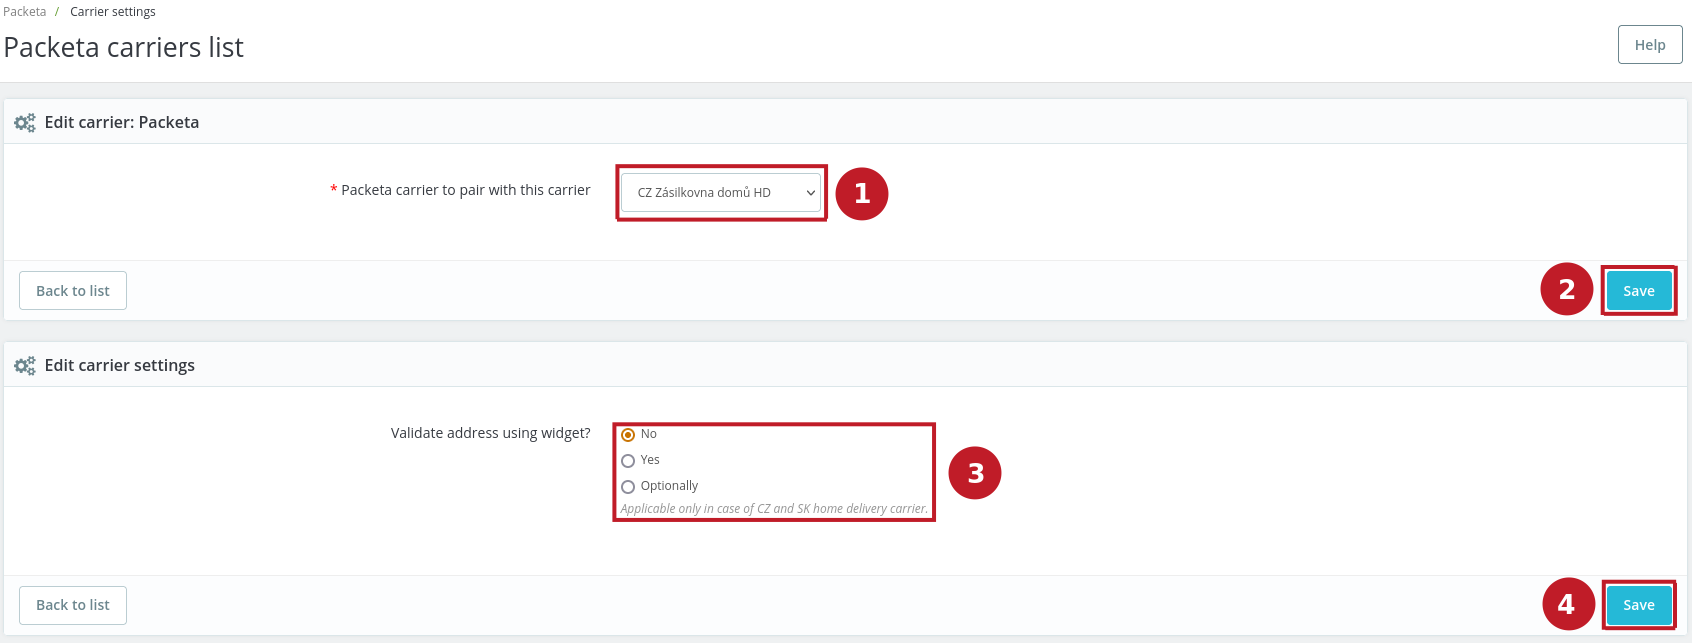 Packeta / Carrier settings
Packeta carriers list
Help
Edit carrier: Packeta
* Packeta carrier to pair with this carrier
CZ Zásilkovna domů HD
1
Back to list
2
Save
Edit carrier settings
Validate address using widget?
No
Yes
Optionally
Applicable only in case of CZ and SK home delivery carrier.
3
Back to list
4
Save